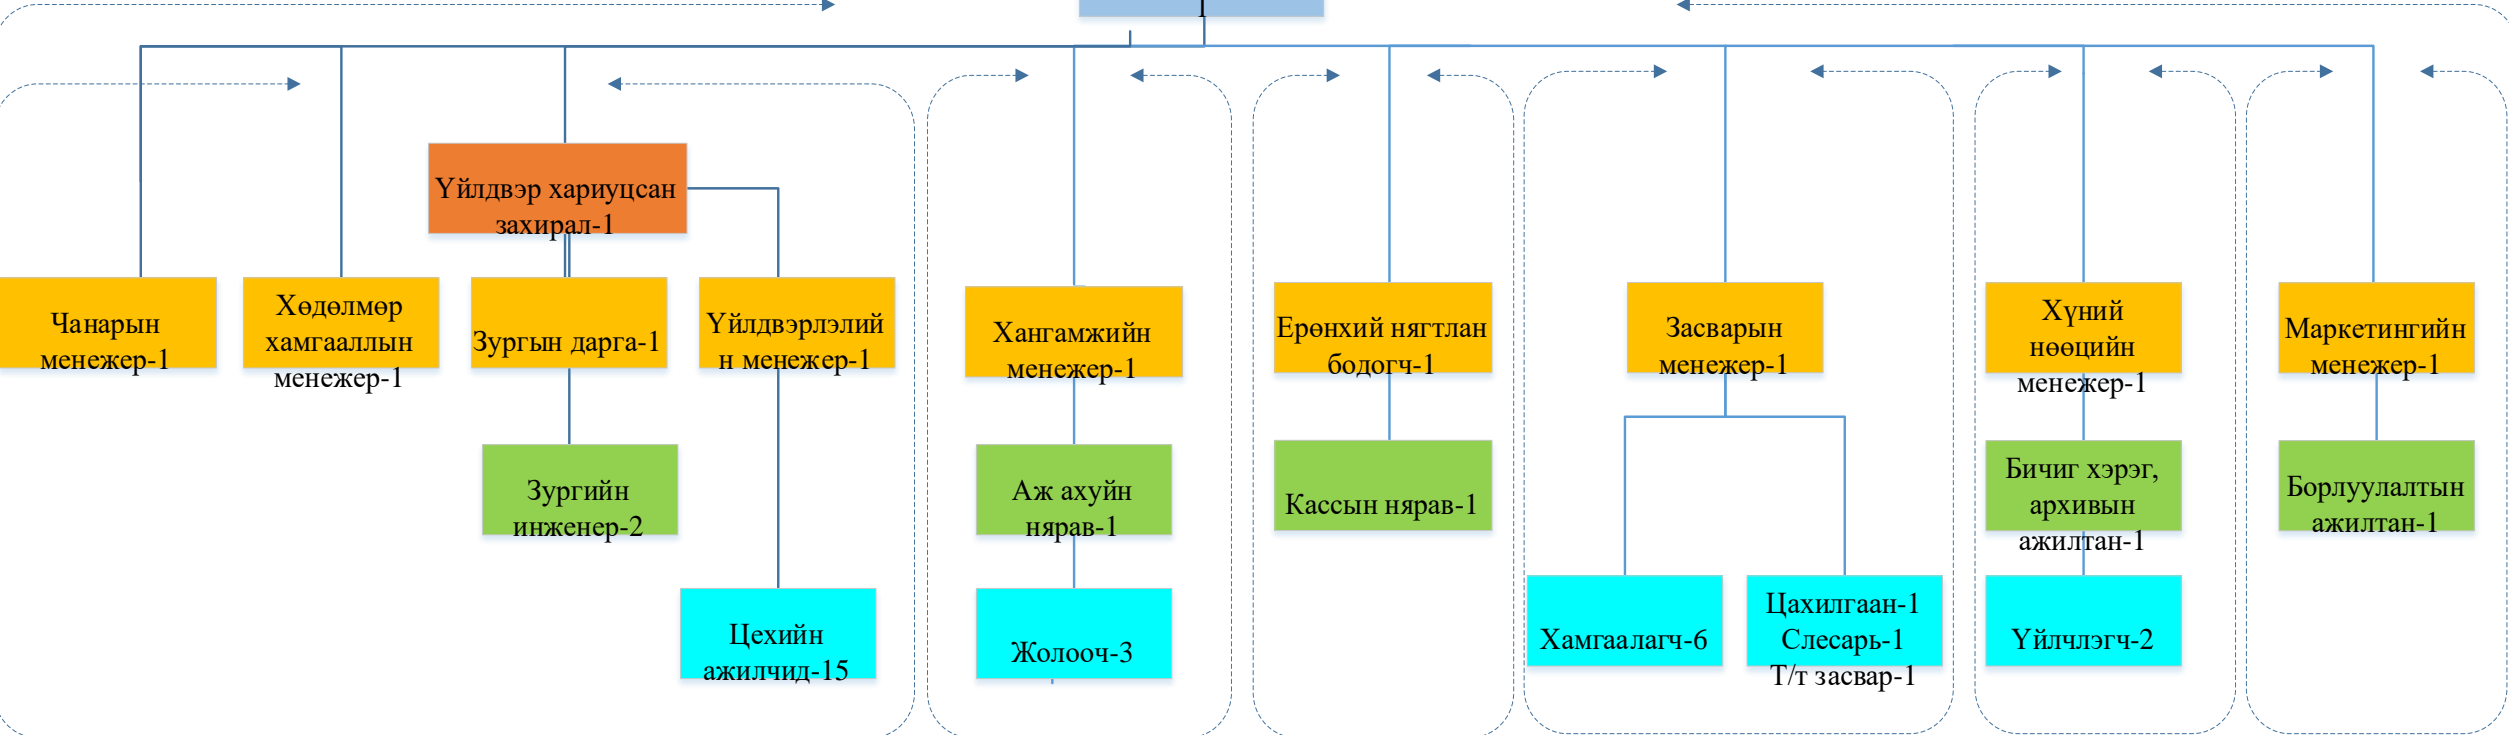 1
Үйлдвэр хариуцсан
захирал-1
Чанарын
менежер-1
Хөдөлмөр
хамгааллын
менежер-1
Зургын дарга-1
Үйлдвэрлэлий
н менежер-1
Хангамжийн
менежер-1
Ерөнхий нягтлан
бодогч-1
Засварын
менежер-1
Хүний
нөөцийн
менежер-1
Маркетингийн
менежер-1
Зургийн
инженер-2
Аж ахуйн
нярав-1
Кассын нярав-1
Бичиг хэрэг,
архивын
ажилтан-1
Борлуулалтын
ажилтан-1
Цехийн
ажилчид-15
Жолооч-3
Хамгаалагч-6
Цахилгаан-1
Слесарь-1
Т/т засвар-1
Үйлчлэгч-2